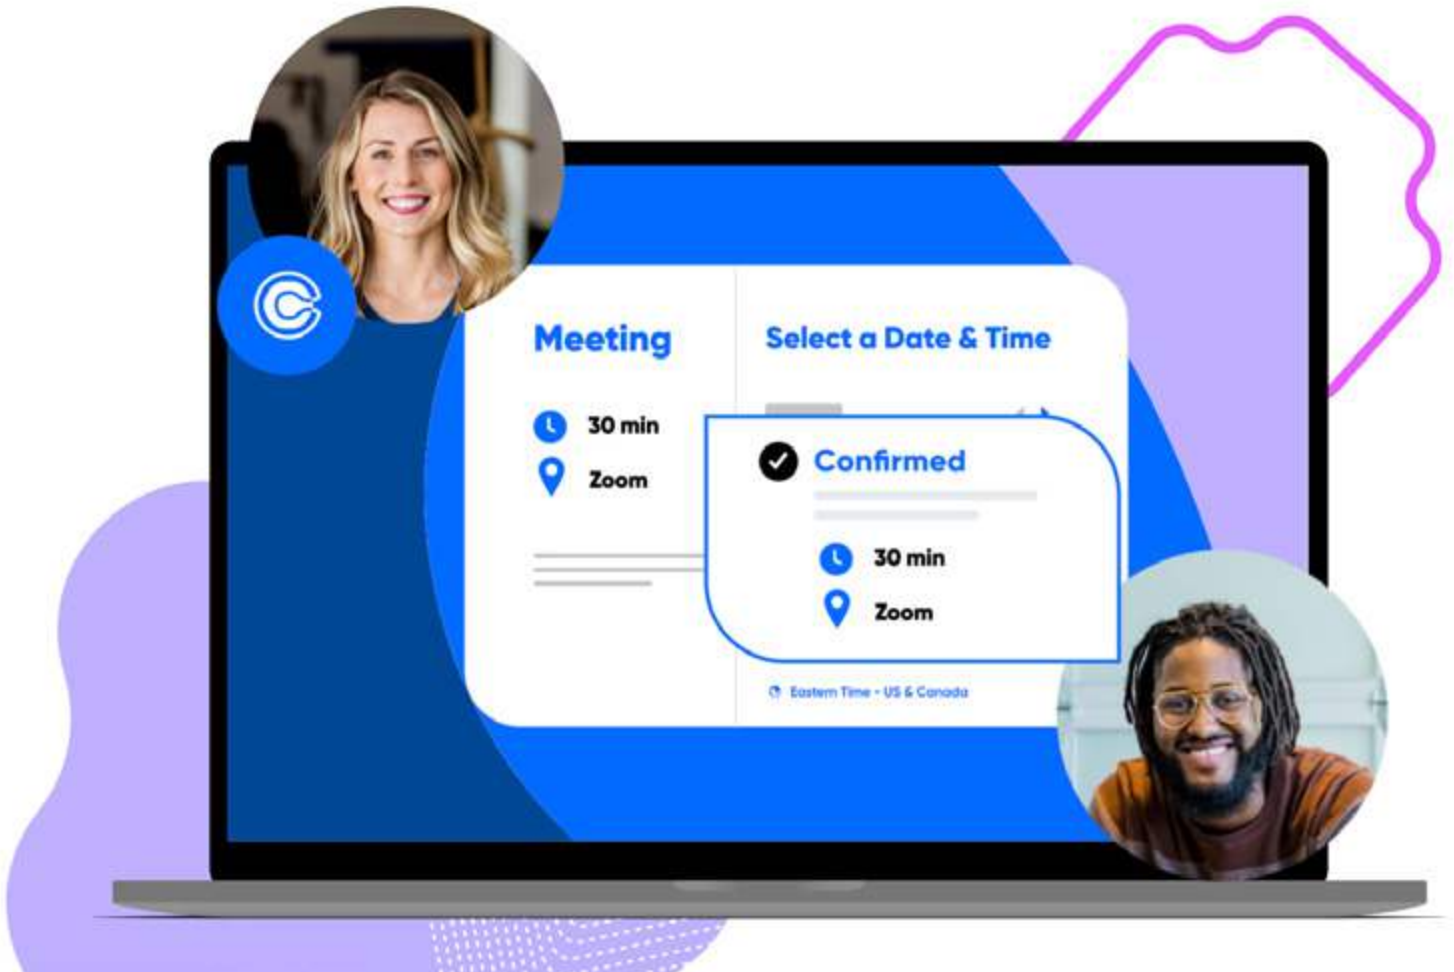 Meeting
30 min
Zoom
Select a Date & Time
Confirmed
30 min
Zoom
Eastern Time - US & Canada